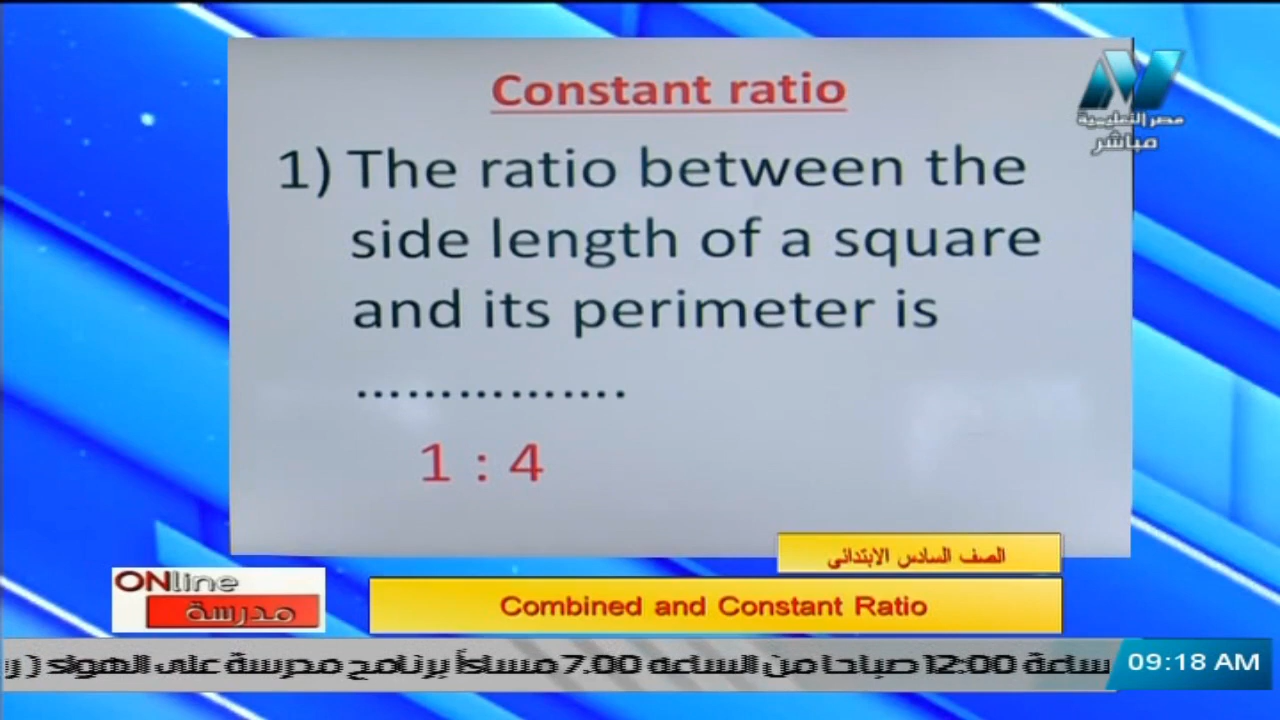 Constant ratio
مصر التعليمية
مباشر
1) The ratio between the
side length of a square
and its perimeter is
................
1 : 4
الصف السادس الابتدائى
ONline
مدرسة
Combined and Constant Ratio
ساعة 12:00 صباحا من الساعه 7.00 مساءاً برنامج مدرسة على الهواء ( ر
09:18 AM